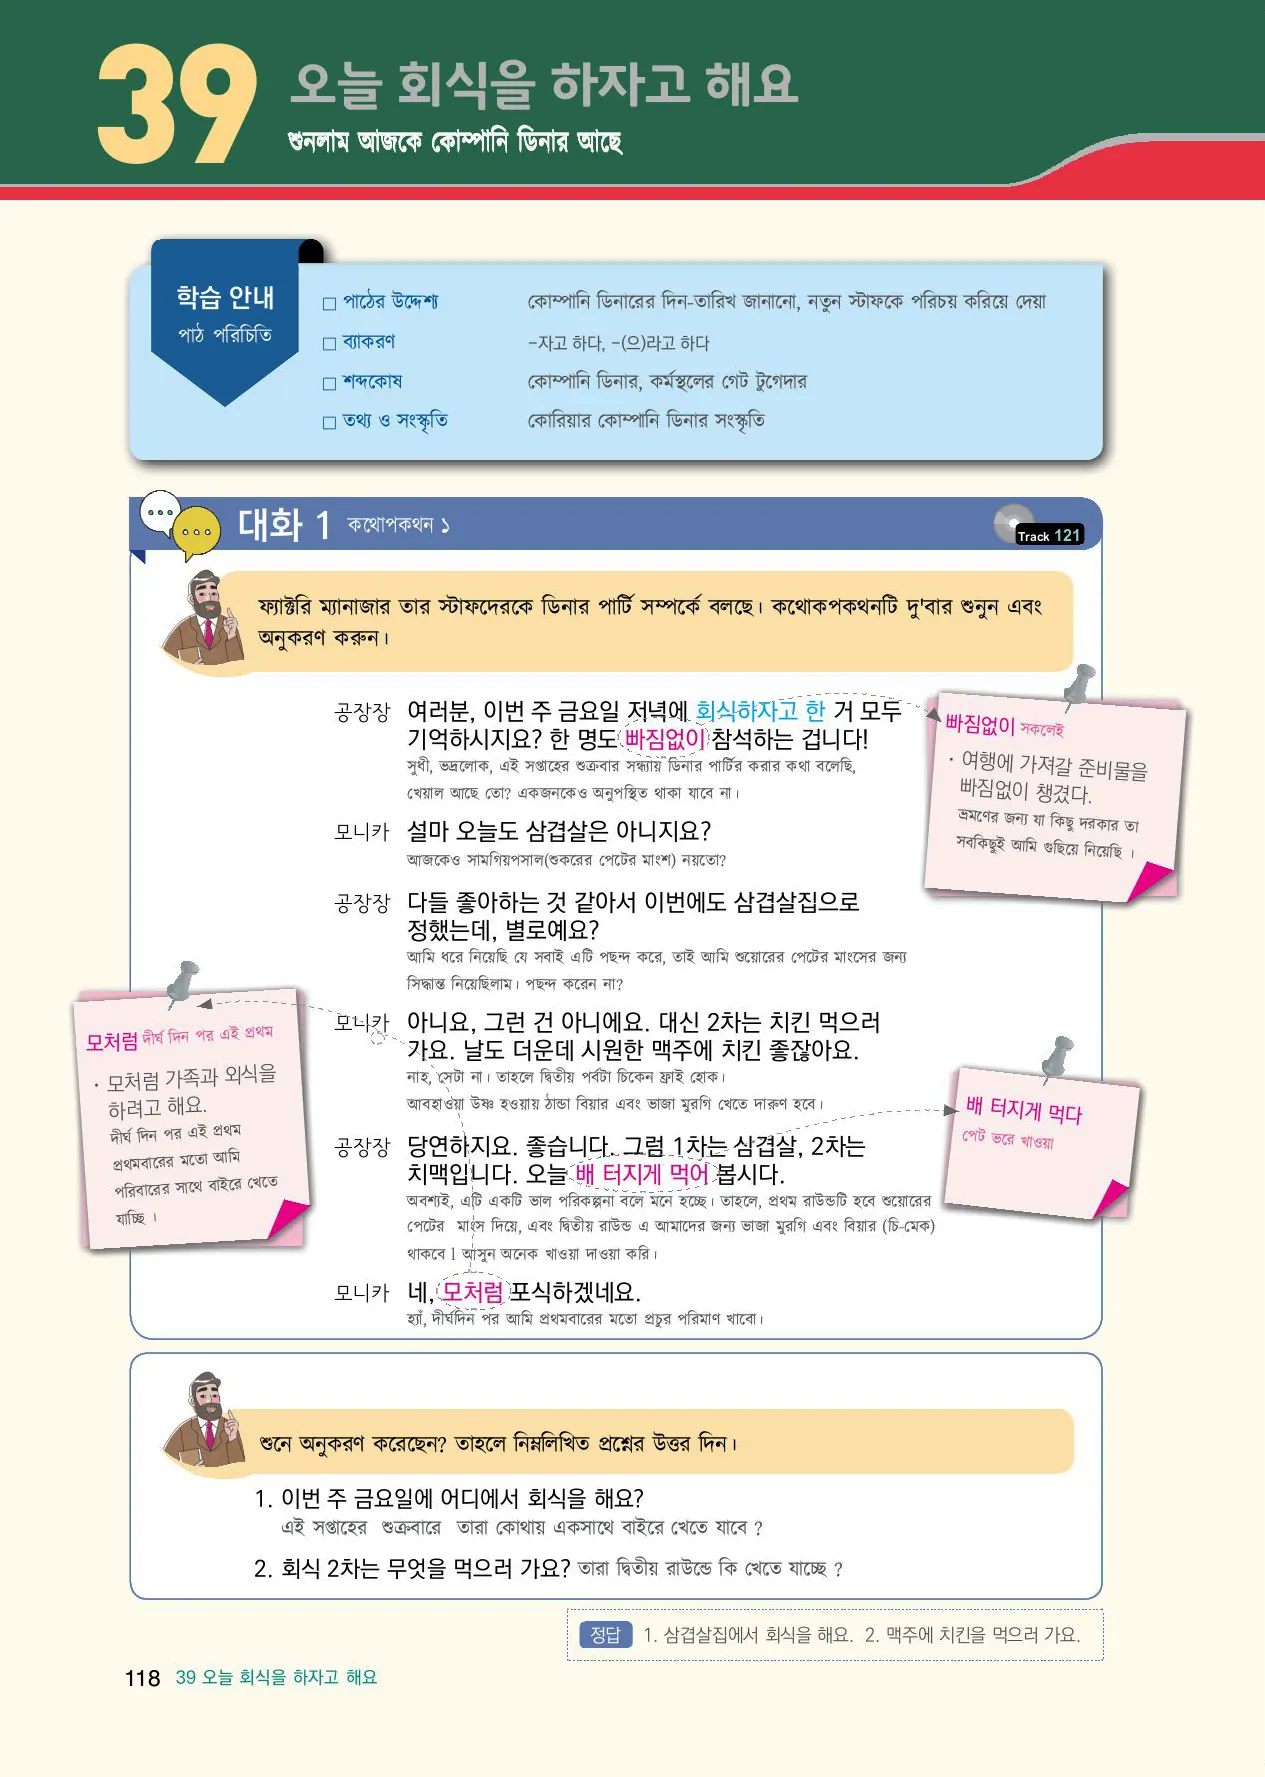 39
오늘 회식을 하자고 해요
শুনলাম আজকে কোম্পানি ডিনার আছে
학습 안내
পাঠ পরিচিতি
□ পাঠের উদ্দেশ্য কোম্পানি ডিনারের দিন-তারিখ জানানো, নতুন স্টাফকে পরিচয় করিয়ে দেয়া
□ ব্যাকরণ -자고 하다, -(으)라고 하다
□ শব্দকোষ কোম্পানি ডিনার, কর্মস্থলের গেট টুগেদার
□ তথ্য ও সংস্কৃতি কোরিয়ার কোম্পানি ডিনার সংস্কৃতি
대화 1 কথোপকথন ১
Track 121
ফ্যাক্টরি ম্যানাজার তার স্টাফদেরকে ডিনার পার্টি সম্পর্কে বলছে। কথোকপকথনটি দু'বার শুনুন এবং
অনুকরণ করুন।
공장장 여러분, 이번 주 금요일 저녁에 회식하자고 한 거 모두
기억하시지요? 한 명도 빠짐없이 참석하는 겁니다!
সুধী, ভদ্রলোক, এই সপ্তাহের শুক্রবার সন্ধ্যায় ডিনার পার্টির করার কথা বলেছি,
খেয়াল আছে তো? একজনকেও অনুপস্থিত থাকা যাবে না।
모니카 설마 오늘도 삼겹살은 아니지요?
আজকেও সামগিয়পসাল(শুকরের পেটের মাংশ) নয়তো?
공장장 다들 좋아하는 것 같아서 이번에도 삼겹살집으로
정했는데, 별로예요?
আমি ধরে নিয়েছি যে সবাই এটি পছন্দ করে, তাই আমি শুয়োরের পেটের মাংসের জন্য
সিদ্ধান্ত নিয়েছিলাম। পছন্দ করেন না?
모니카 아니요, 그런 건 아니에요. 대신 2차는 치킨 먹으러
가요. 날도 더운데 시원한 맥주에 치킨 좋잖아요.
নাহ, সেটা না। তাহলে দ্বিতীয় পর্বটা চিকেন ফ্রাই হোক।
আবহাওয়া উষ্ণ হওয়ায় ঠান্ডা বিয়ার এবং ভাজা মুরগি খেতে দারুণ হবে।
공장장 당연하지요. 좋습니다. 그럼 1차는 삼겹살, 2차는
치맥입니다. 오늘 배 터지게 먹어 봅시다.
অবশ্যই, এটি একটি ভাল পরিকল্পনা বলে মনে হচ্ছে। তাহলে, প্রথম রাউন্ডটি হবে শুয়োরের
পেটের মাংস দিয়ে, এবং দ্বিতীয় রাউন্ড এ আমাদের জন্য ভাজা মুরগি এবং বিয়ার (চি-মেক)
থাকবে l আসুন অনেক খাওয়া দাওয়া করি।
모니카 네, 모처럼 포식하겠네요.
হ্যাঁ, দীর্ঘদিন পর আমি প্রথমবারের মতো প্রচুর পরিমাণ খাবো।
빠짐없이 সকলেই
· 여행에 가져갈 준비물을
빠짐없이 챙겼다.
ভ্রমণের জন্য যা কিছু দরকার তা
সবকিছুই আমি গুছিয়ে নিয়েছি ।
모처럼 দীর্ঘ দিন পর এই প্রথম
· 모처럼 가족과 외식을
하려고 해요.
দীর্ঘ দিন পর এই প্রথম
প্রথমবারের মতো আমি
পরিবারের সাথে বাইরে খেতে
যাচ্ছি ।
배 터지게 먹다
পেট ভরে খাওয়া
শুনে অনুকরণ করেছেন? তাহলে নিম্নলিখিত প্রশ্নের উত্তর দিন।
1. 이번 주 금요일에 어디에서 회식을 해요?
এই সপ্তাহের শুক্রবারে তারা কোথায় একসাথে বাইরে খেতে যাবে ?
2. 회식 2차는 무엇을 먹으러 가요? তারা দ্বিতীয় রাউন্ডে কি খেতে যাচ্ছে ?
정답 1. 삼겹살집에서 회식을 해요. 2. 맥주에 치킨을 먹으러 가요.
118 39 오늘 회식을 하자고 해요